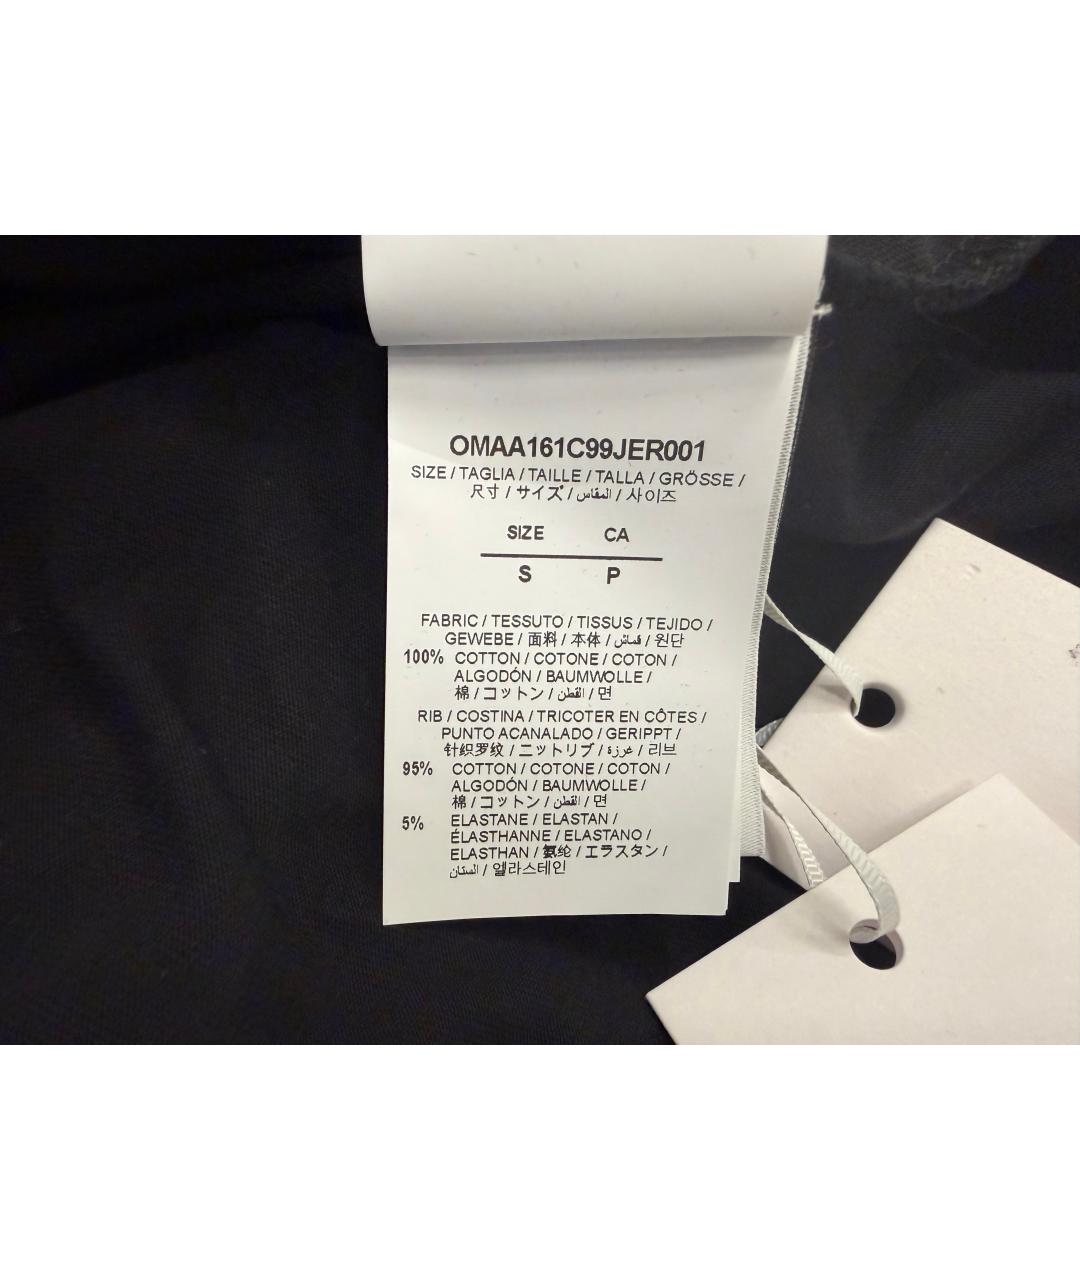 OMAA161C99JER001
SIZE / TAGLIA / TAILLE / TALLA / GRÖSSE /
尺寸 / サイズ / المقاس / 사이즈
SIZE CA
S P
FABRIC / TESSUTO / TISSUS / TEJIDO /
GEWEBE / 面料 / 本体 / قماش / 원단
100% COTTON / COTONE / COTON /
ALGODÓN / BAUMWOLLE /
棉 / コットン / القطن / 면
RIB / COSTINA / TRICOTER EN CÔTES /
PUNTO ACANALADO / GERIPPT /
针织罗纹 / ニットリブ / غرزة / 리브
95% COTTON / COTONE / COTON /
ALGODÓN / BAUMWOLLE /
棉 / コットン / القطن / 면
5% ELASTANE / ELASTAN /
ÉLASTHANNE / ELASTANO /
ELASTHAN / 氨纶 / エラスタン /
الستان / 엘라스테인